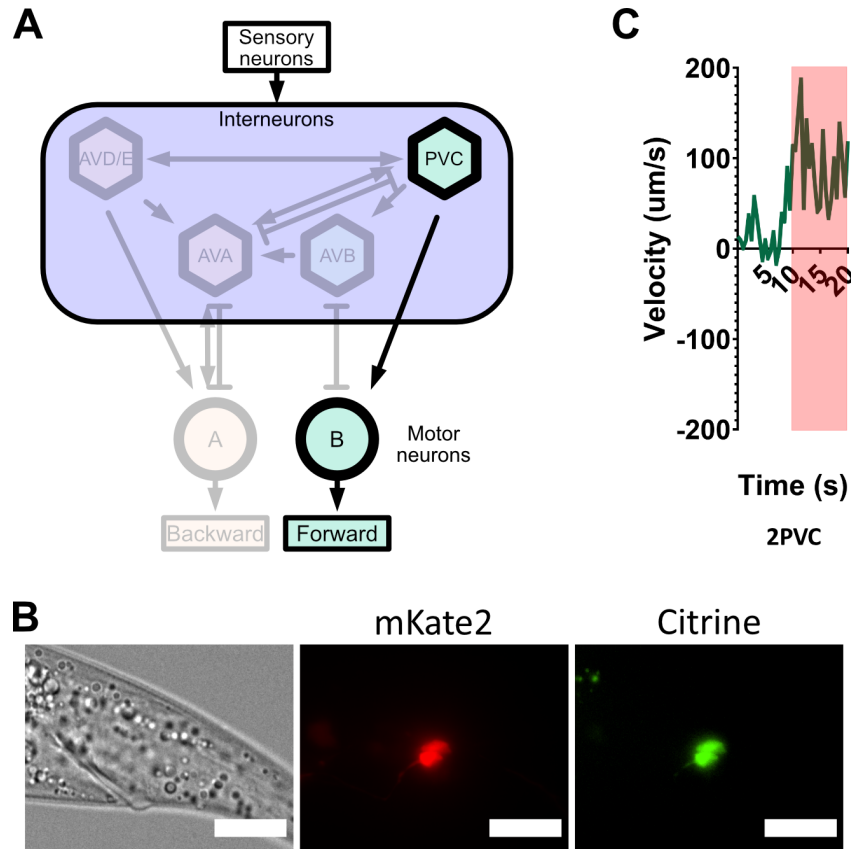 A
Sensory
neurons
Interneurons
AVD/E
PVC
AVA
AVB
A
B
Motor
neurons
Backward
Forward
C
Velocity (um/s)
200
100
0
-100
-200
5
10
15
20
Time (s)
2PVC
B
mKate2
Citrine